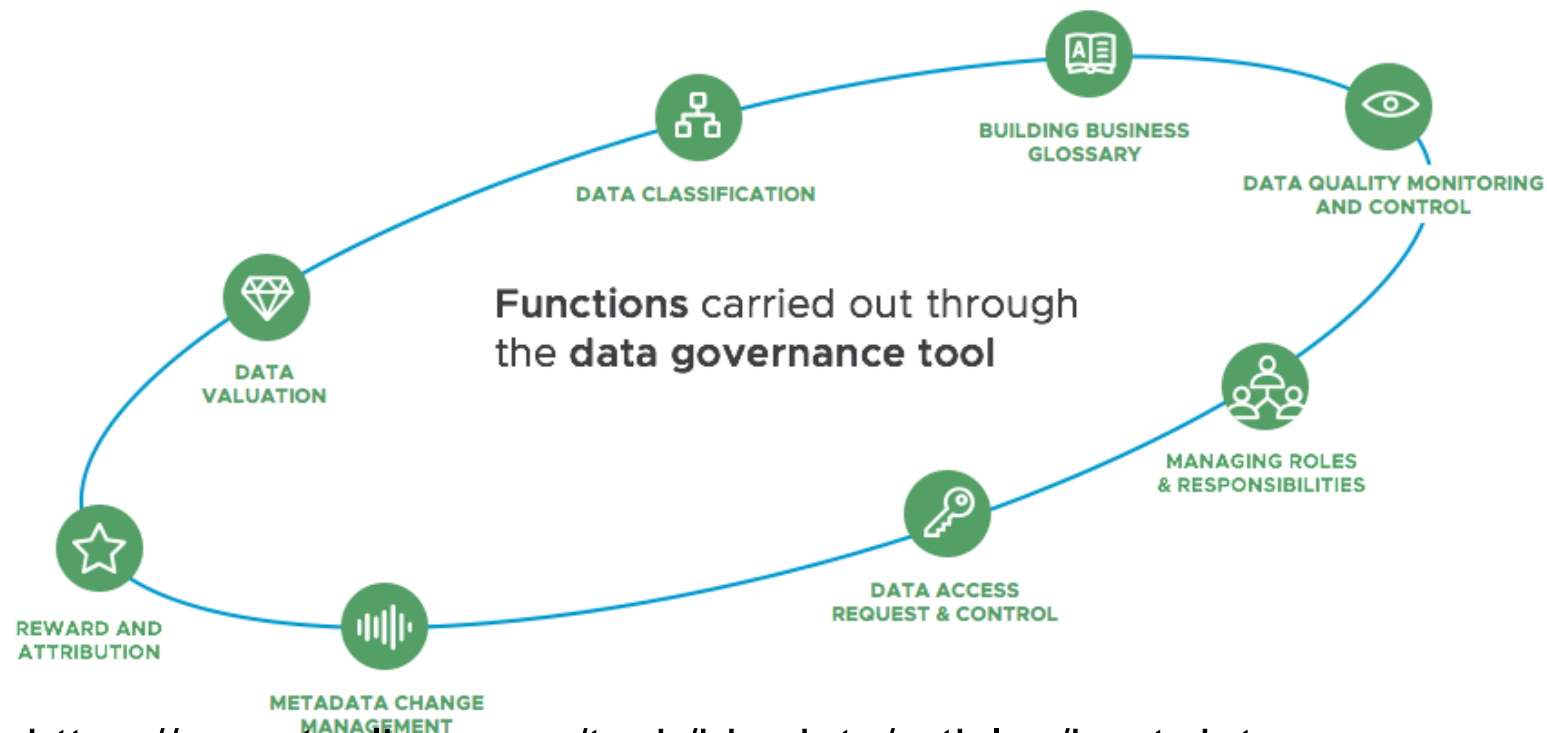 BUILDING BUSINESS
GLOSSARY
DATA QUALITY MONITORING
AND CONTROL
DATA CLASSIFICATION
Functions carried out through
the data governance tool
DATA
VALUATION
MANAGING ROLES
& RESPONSIBILITIES
DATA ACCESS
REQUEST & CONTROL
REWARD AND
ATTRIBUTION
METADATA CHANGE
MANAGEMENT